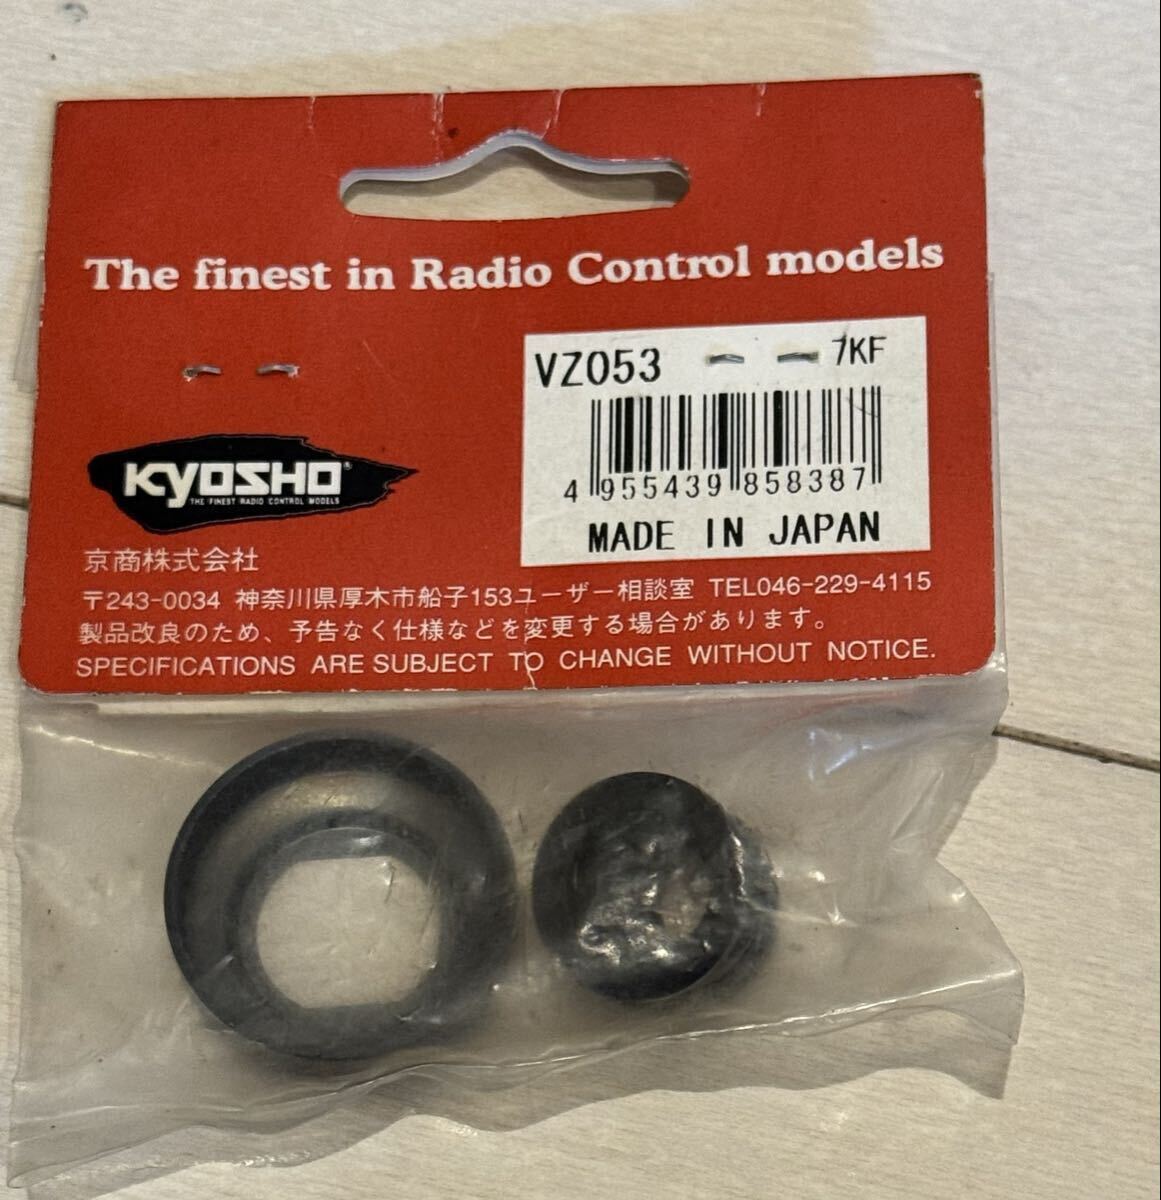 The finest in Radio Control models
VZ053 7KF
4 955439 858387
MADE IN JAPAN
KYOSHO®
THE FINEST RADIO CONTROL MODELS
京商株式会社
〒243-0034 神奈川県厚木市船子153ユーザー相談室 TEL046-229-4115
製品改良のため、予告なく仕様などを変更する場合があります。
SPECIFICATIONS ARE SUBJECT TO CHANGE WITHOUT NOTICE.